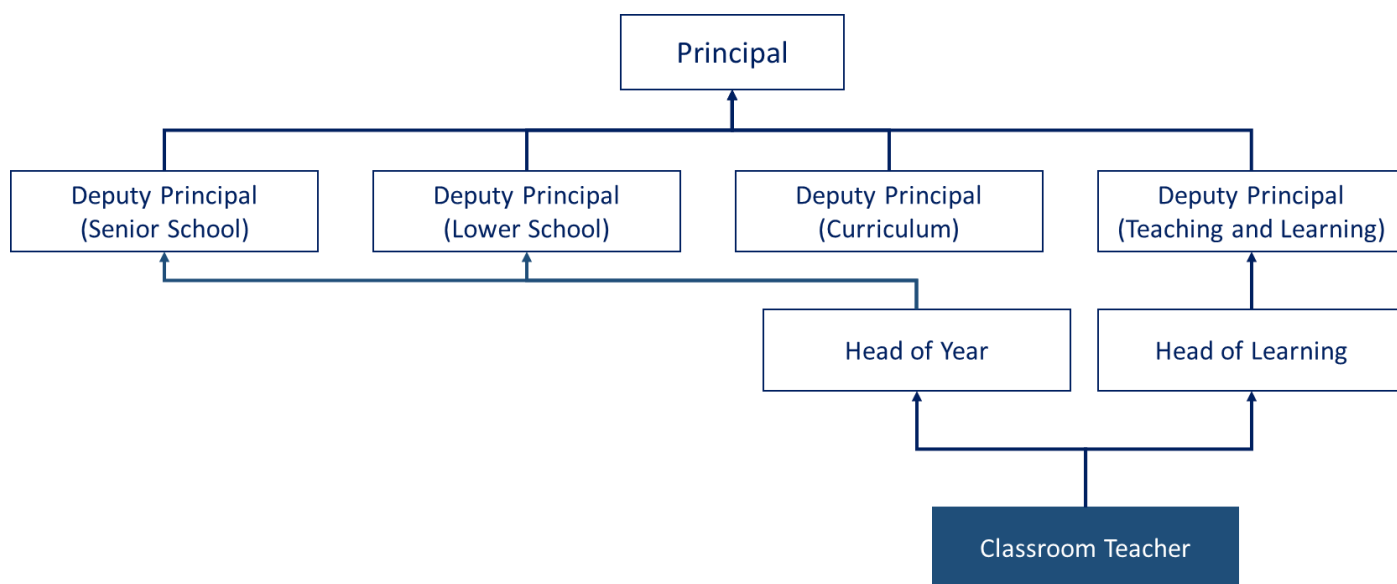 Principal
Deputy Principal
(Senior School)
Deputy Principal
(Lower School)
Deputy Principal
(Curriculum)
Deputy Principal
(Teaching and Learning)
Head of Year
Head of Learning
Classroom Teacher